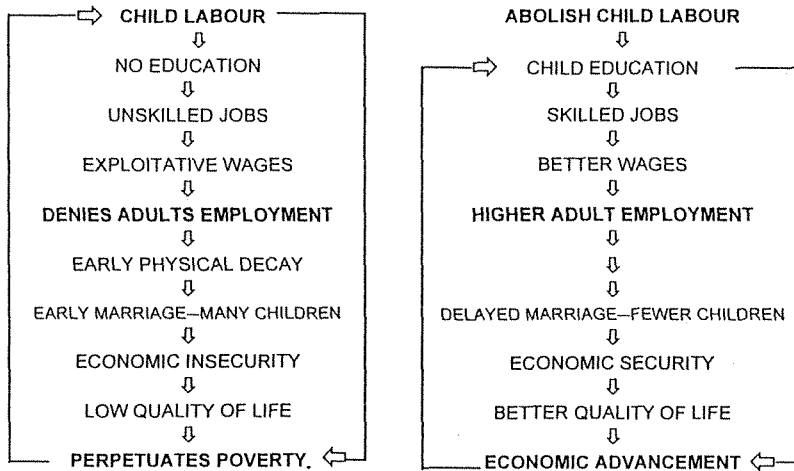 CHILD LABOUR
NO EDUCATION
UNSKILLED JOBS
EXPLOITATIVE WAGES
DENIES ADULTS EMPLOYMENT
EARLY PHYSICAL DECAY
EARLY MARRIAGE–MANY CHILDREN
ECONOMIC INSECURITY
LOW QUALITY OF LIFE
PERPETUATES POVERTY.
ABOLISH CHILD LABOUR
CHILD EDUCATION
SKILLED JOBS
BETTER WAGES
HIGHER ADULT EMPLOYMENT
DELAYED MARRIAGE–FEWER CHILDREN
ECONOMIC SECURITY
BETTER QUALITY OF LIFE
ECONOMIC ADVANCEMENT